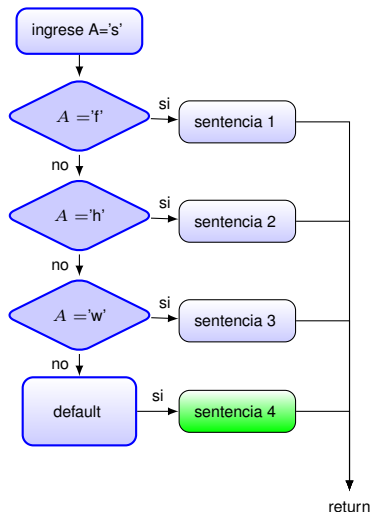 ingrese A='s'
A ='f'
si
sentencia 1
no
A ='h'
si
sentencia 2
no
A ='w'
si
sentencia 3
no
default
si
sentencia 4
return